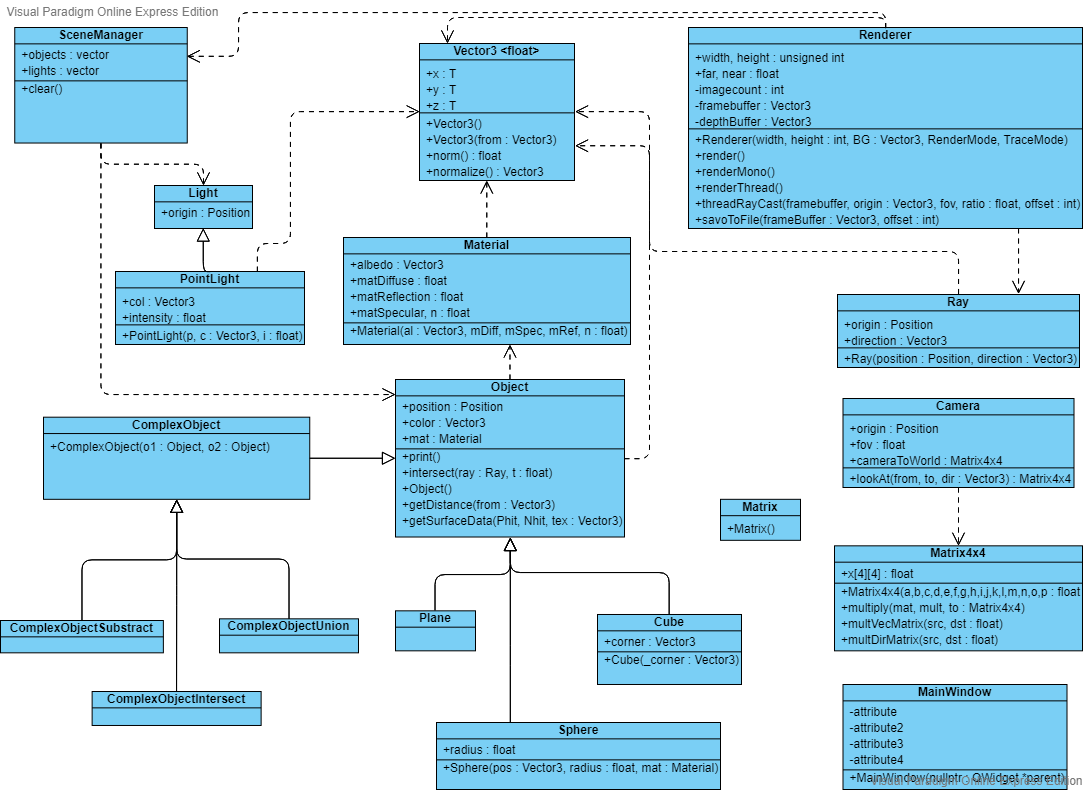 Visual Paradigm Online Express Edition
SceneManager
+objects : vector
+lights : vector
+clear()
Vector3 <float>
+x : T
+y : T
+z : T
+Vector3()
+Vector3(from : Vector3)
+norm() : float
+normalize() : Vector3
Renderer
+width, height : unsigned int
+far, near : float
-imagecount : int
-framebuffer : Vector3
-depthBuffer : Vector3
+Renderer(width, height : int, BG : Vector3, RenderMode, TraceMode)
+render()
+renderMono()
+renderThread()
+threadRayCast(framebuffer, origin : Vector3, fov, ratio : float, offset : int)
+savoToFile(frameBuffer : Vector3, offset : int)
Light
+origin : Position
PointLight
+col : Vector3
+intensity : float
+PointLight(p, c : Vector3, i : float)
Material
+albedo : Vector3
+matDiffuse : float
+matReflection : float
+matSpecular, n : float
+Material(al : Vector3, mDiff, mSpec, mRef, n : float)
Ray
+origin : Position
+direction : Vector3
+Ray(position : Position, direction : Vector3)
Object
+position : Position
+color : Vector3
+mat : Material
+print()
+intersect(ray : Ray, t : float)
+Object()
+getDistance(from : Vector3)
+getSurfaceData(Phit, Nhit, tex : Vector3)
ComplexObject
+ComplexObject(o1 : Object, o2 : Object)
Camera
+origin : Position
+fov : float
+cameraToWorld : Matrix4x4
+lookAt(from, to, dir : Vector3) : Matrix4x4
Matrix
+Matrix()
Matrix4x4
+x[4][4] : float
+Matrix4x4(a,b,c,d,e,f,g,h,i,j,k,l,m,n,o,p : float
+multiply(mat, mult, to : Matrix4x4)
+multVecMatrix(src, dst : float)
+multDirMatrix(src, dst : float)
ComplexObjectSubstract
ComplexObjectUnion
ComplexObjectIntersect
Plane
Cube
+corner : Vector3
+Cube(_corner : Vector3)
Sphere
+radius : float
+Sphere(pos : Vector3, radius : float, mat : Material)
MainWindow
-attribute
-attribute2
-attribute3
-attribute4
+MainWindow(nullptr : QWidget *parent)
Visual Paradigm Online Express Edition